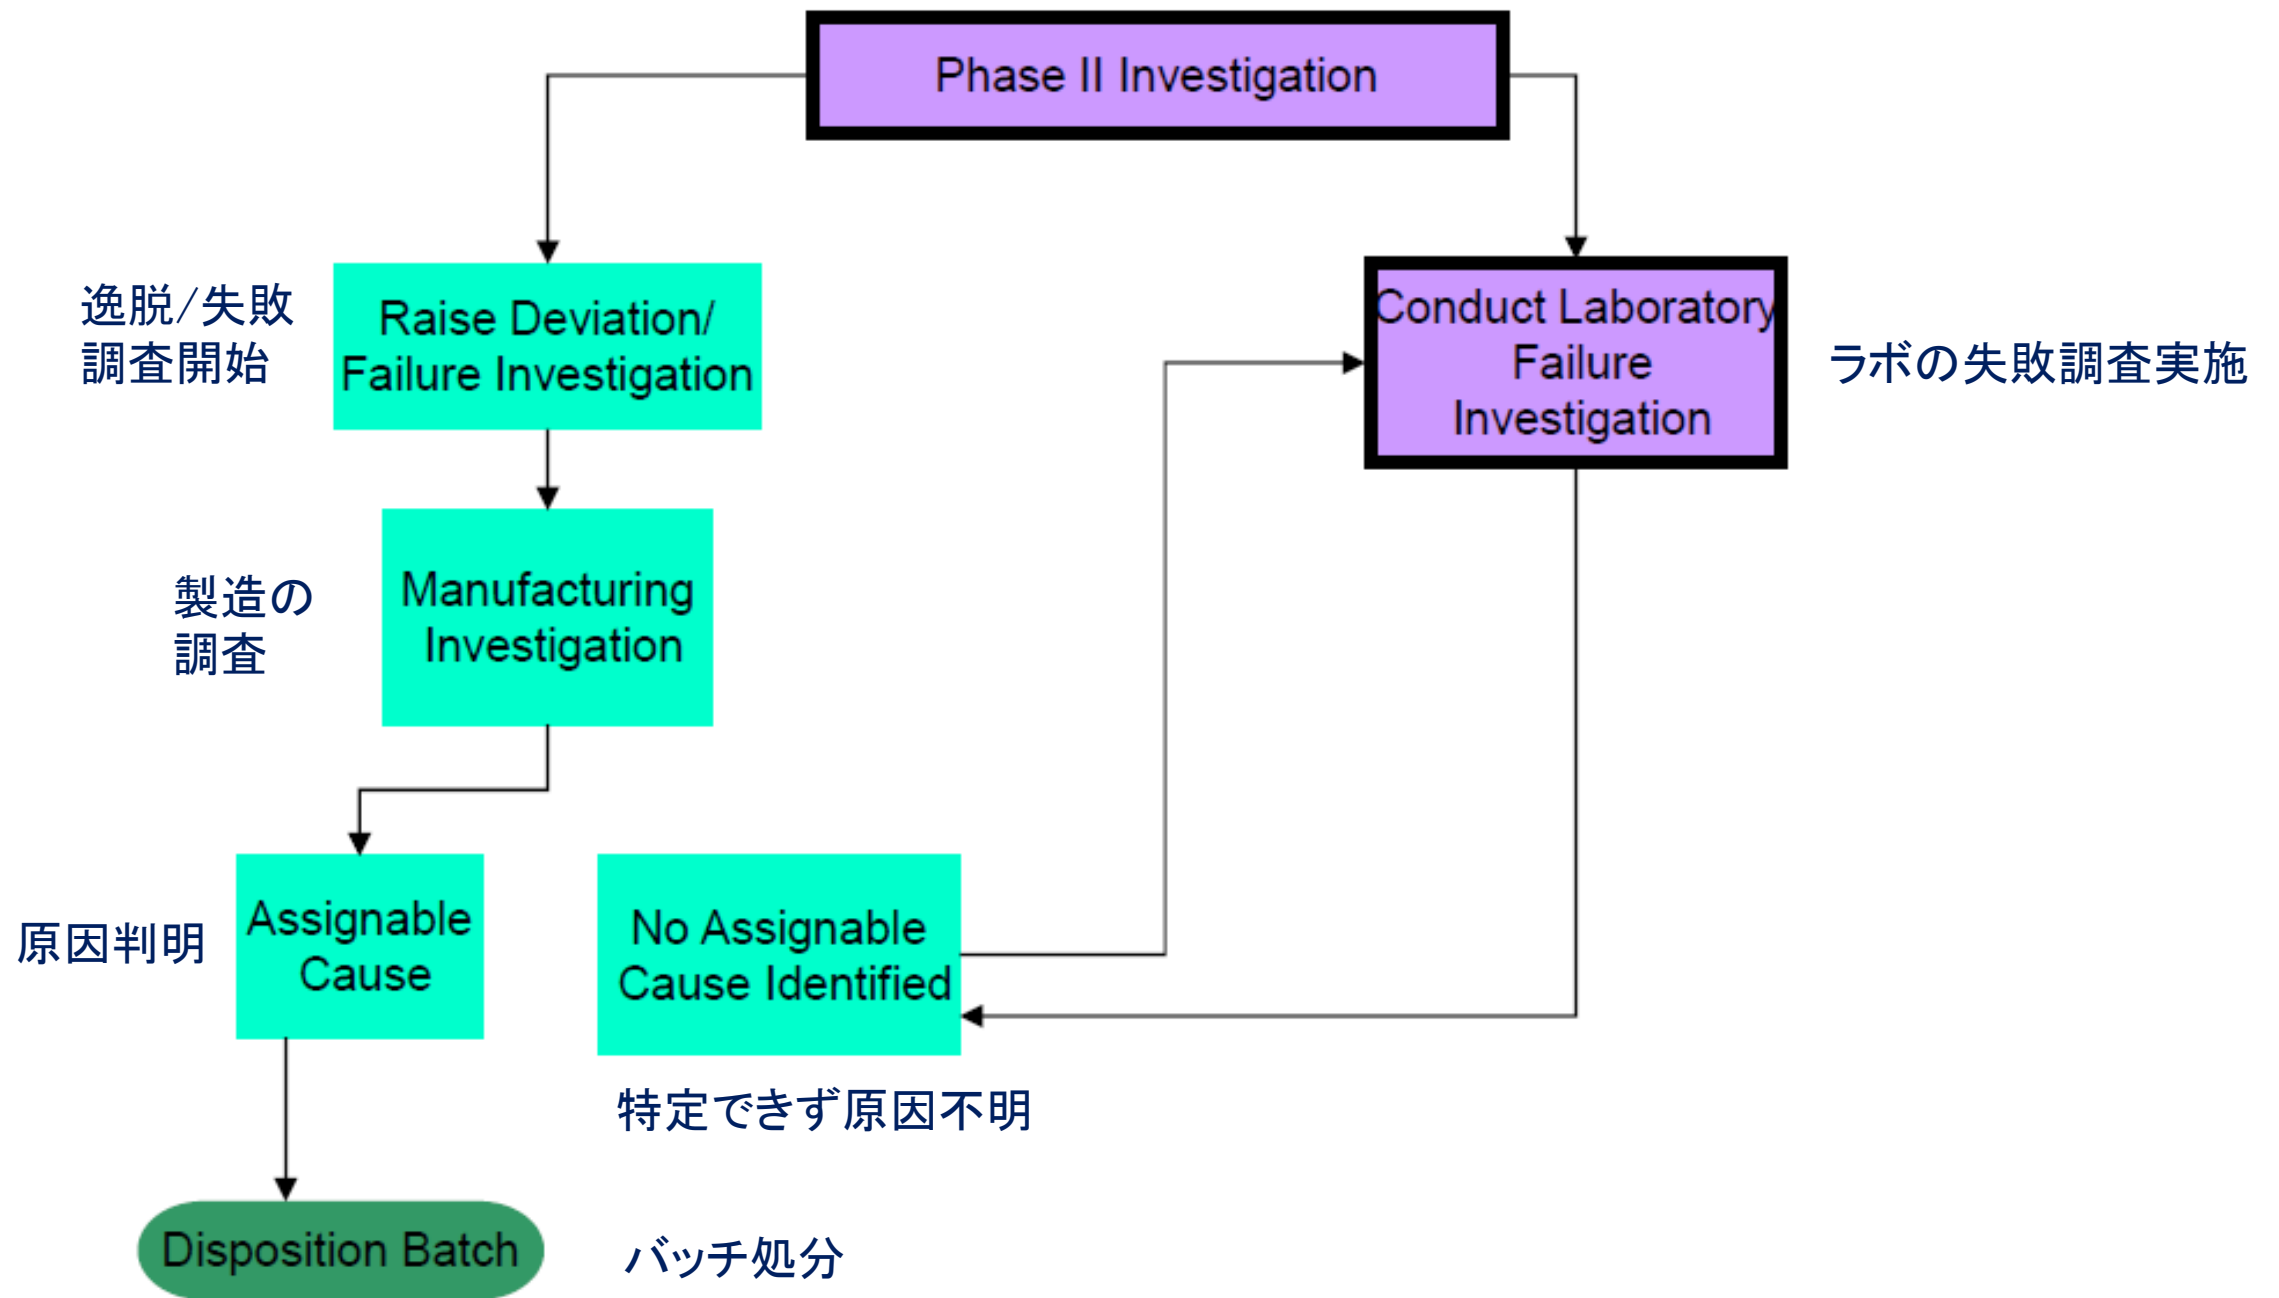 Phase II Investigation
逸脱/失敗
調査開始
Raise Deviation/
Failure Investigation
Conduct Laboratory
Failure
Investigation
ラボの失敗調査実施
製造の
調査
Manufacturing
Investigation
原因判明
Assignable
Cause
No Assignable
Cause Identified
特定できず原因不明
Disposition Batch
バッチ処分